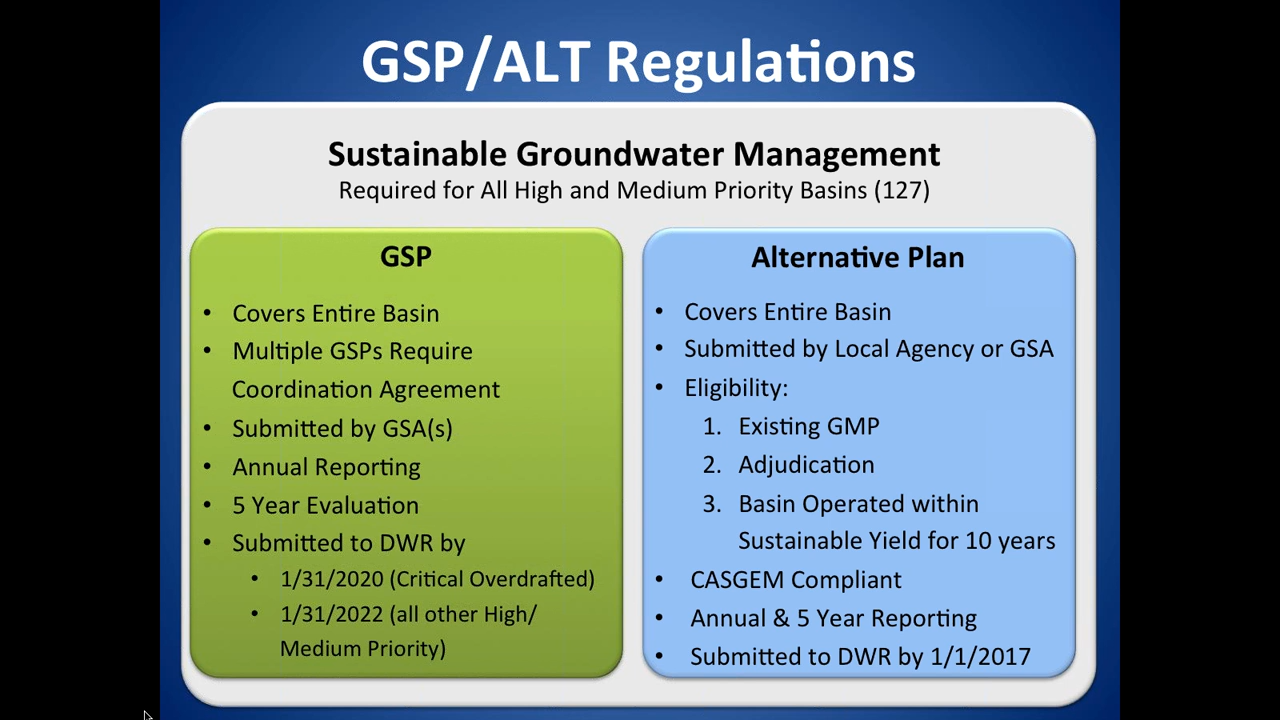 GSP/ALT Regulations
Sustainable Groundwater Management
Required for All High and Medium Priority Basins (127)
GSP
• Covers Entire Basin
• Multiple GSPs Require
Coordination Agreement
• Submitted by GSA(s)
• Annual Reporting
• 5 Year Evaluation
• Submitted to DWR by
• 1/31/2020 (Critical Overdrafted)
• 1/31/2022 (all other High/
Medium Priority)
Alternative Plan
• Covers Entire Basin
• Submitted by Local Agency or GSA
• Eligibility:
1. Existing GMP
2. Adjudication
3. Basin Operated within
Sustainable Yield for 10 years
• CASGEM Compliant
• Annual & 5 Year Reporting
• Submitted to DWR by 1/1/2017